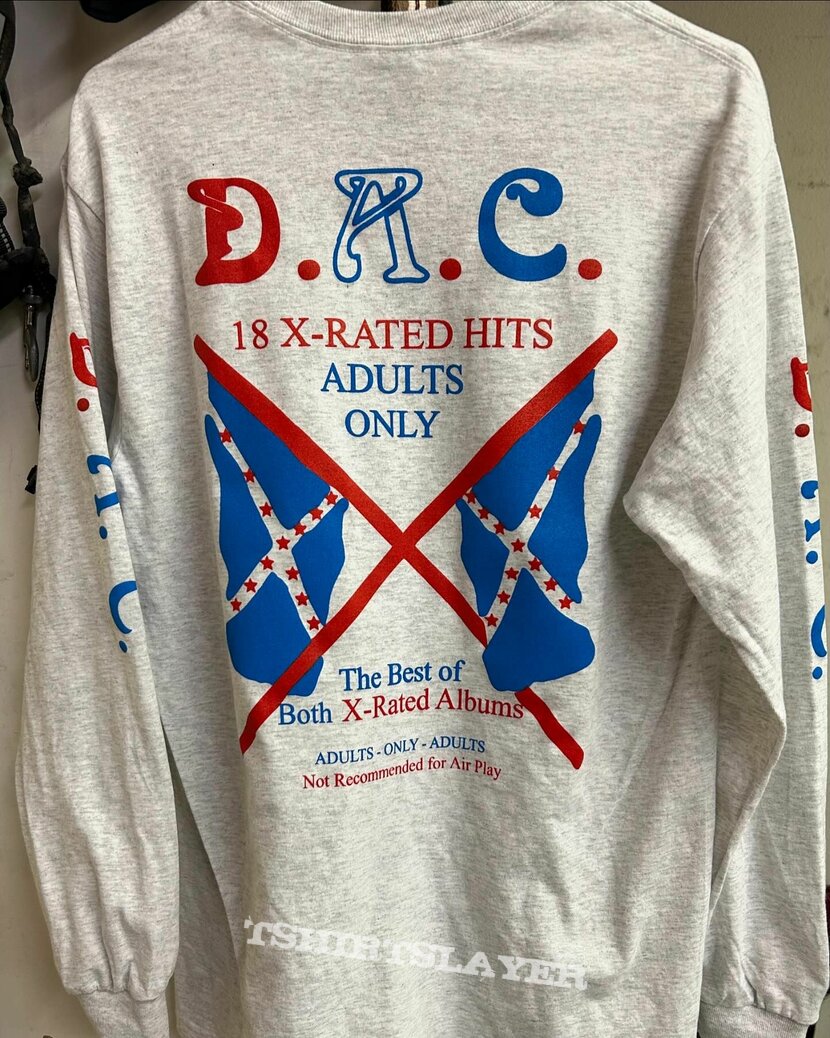 D.A.C.
18 X-RATED HITS
ADULTS
ONLY
The Best of
Both X-Rated Albums
ADULTS - ONLY - ADULTS
Not Recommended for Air Play
D.A.C.
D.A.C.
TSHIRTSLAYER